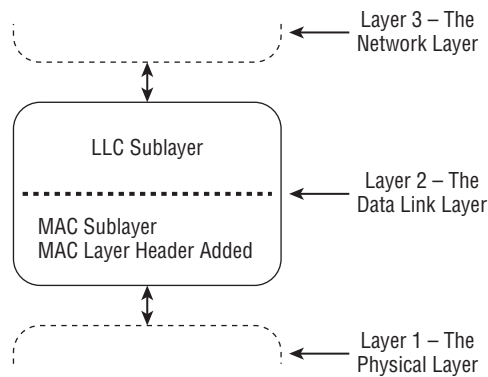 Layer 3 – The
Network Layer
LLC Sublayer
Layer 2 – The
Data Link Layer
MAC Sublayer
MAC Layer Header Added
Layer 1 – The
Physical Layer